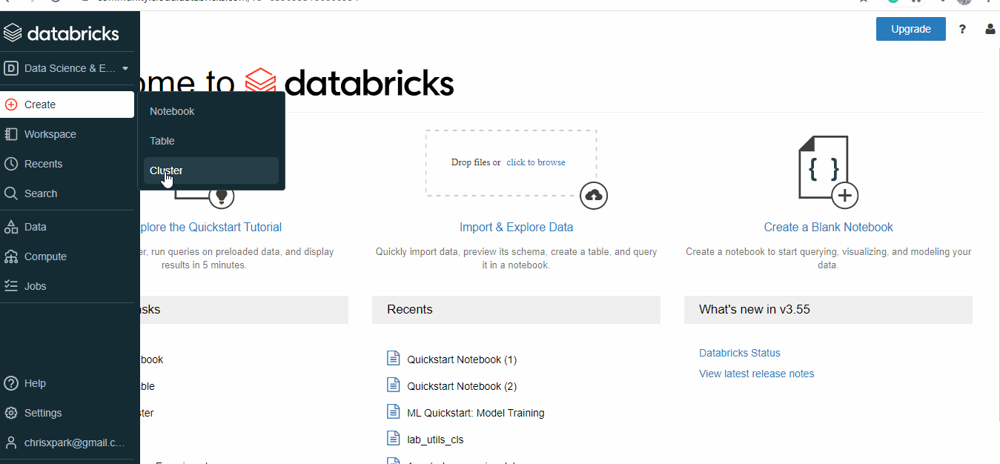 databricks
Upgrade
?
Data Science & E...
ome to databricks
Create
Notebook
Workspace
Table
Recents
Cluster
Search
Drop files or click to browse
{ }
Data
plore the Quickstart Tutorial
Import & Explore Data
Create a Blank Notebook
Compute
er, run queries on preloaded data, and display
results in 5 minutes.
Quickly import data, preview its schema, create a table, and query
it in a notebook.
Create a notebook to start querying, visualizing, and modeling your
data.
Jobs
asks
Recents
What's new in v3.55
book
ble
ster
Quickstart Notebook (1)
Quickstart Notebook (2)
ML Quickstart: Model Training
lab_utils_cls
Databricks Status
View latest release notes
Help
Settings
chrisxpark@gmail.c...